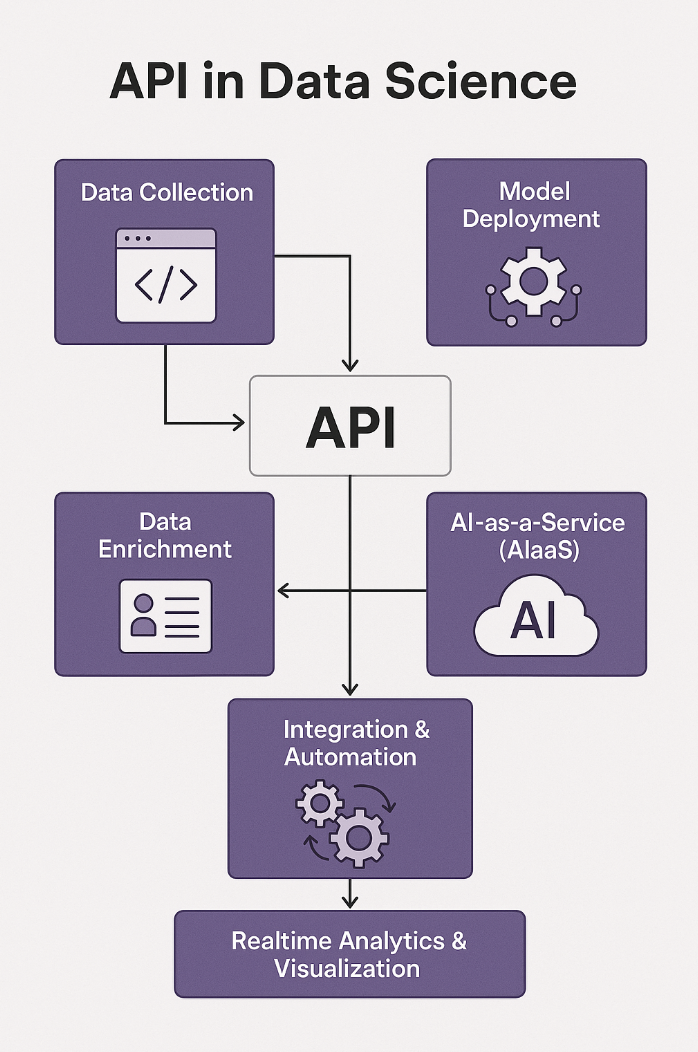 API in Data Science
Data Collection
</>
Model
Deployment
API
Data
Enrichment
AI-as-a-Service
(AIaaS)
AI
Integration &
Automation
Realtime Analytics &
Visualization